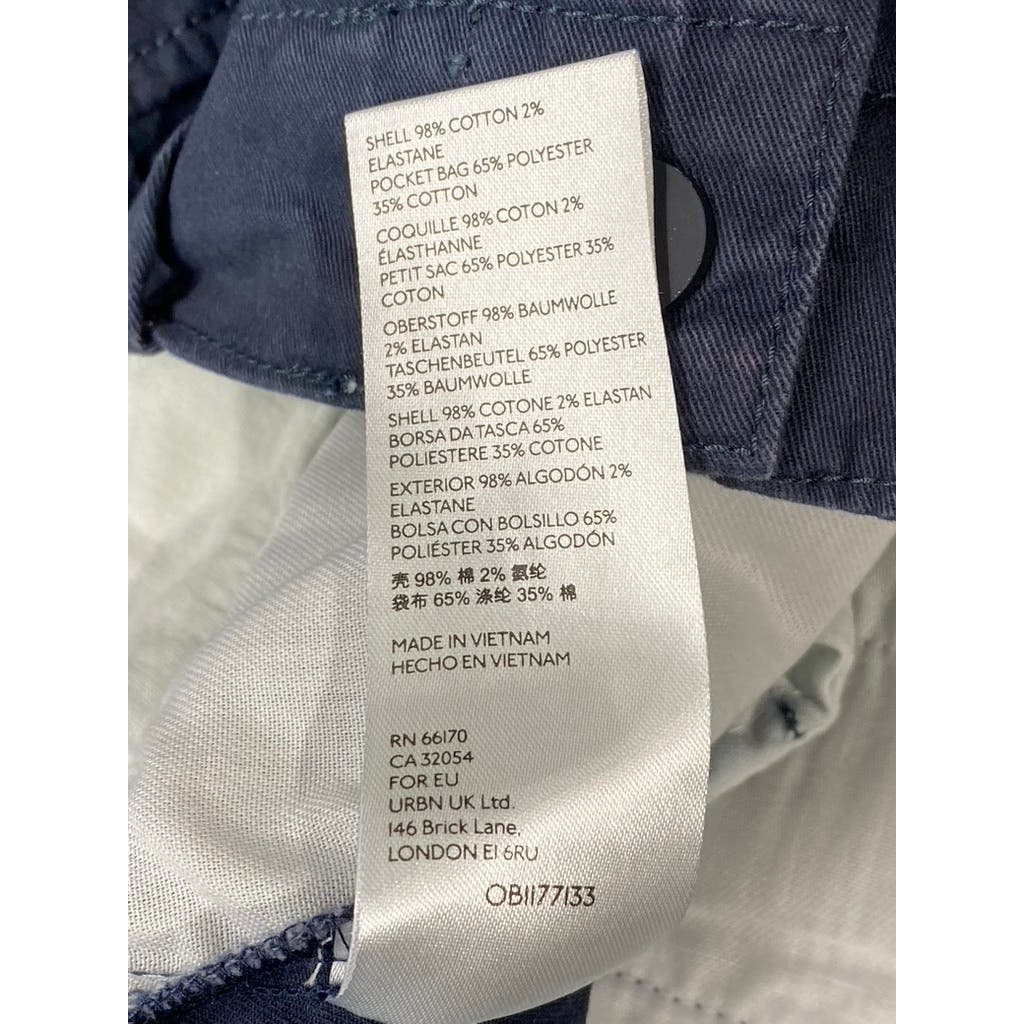 SHELL 98% COTTON 2%
ELASTANE
POCKET BAG 65% POLYESTER
35% COTTON
COQUILLE 98% COTON 2%
ÉLASTHANNE
PETIT SAC 65% POLYESTER 35%
COTON
OBERSTOFF 98% BAUMWOLLE
2% ELASTAN
TASCHENBEUTEL 65% POLYESTER
35% BAUMWOLLE
SHELL 98% COTONE 2% ELASTAN
BORSA DA TASCA 65%
POLIESTERE 35% COTONE
EXTERIOR 98% ALGODÓN 2%
ELASTANE
BOLSA CON BOLSILLO 65%
POLIÉSTER 35% ALGODÓN
壳 98% 棉 2% 氨纶
袋布 65% 涤纶 35% 棉
MADE IN VIETNAM
HECHO EN VIETNAM
RN 66170
CA 32054
FOR EU
URBN UK Ltd.
146 Brick Lane,
LONDON E1 6RU
OB1177133